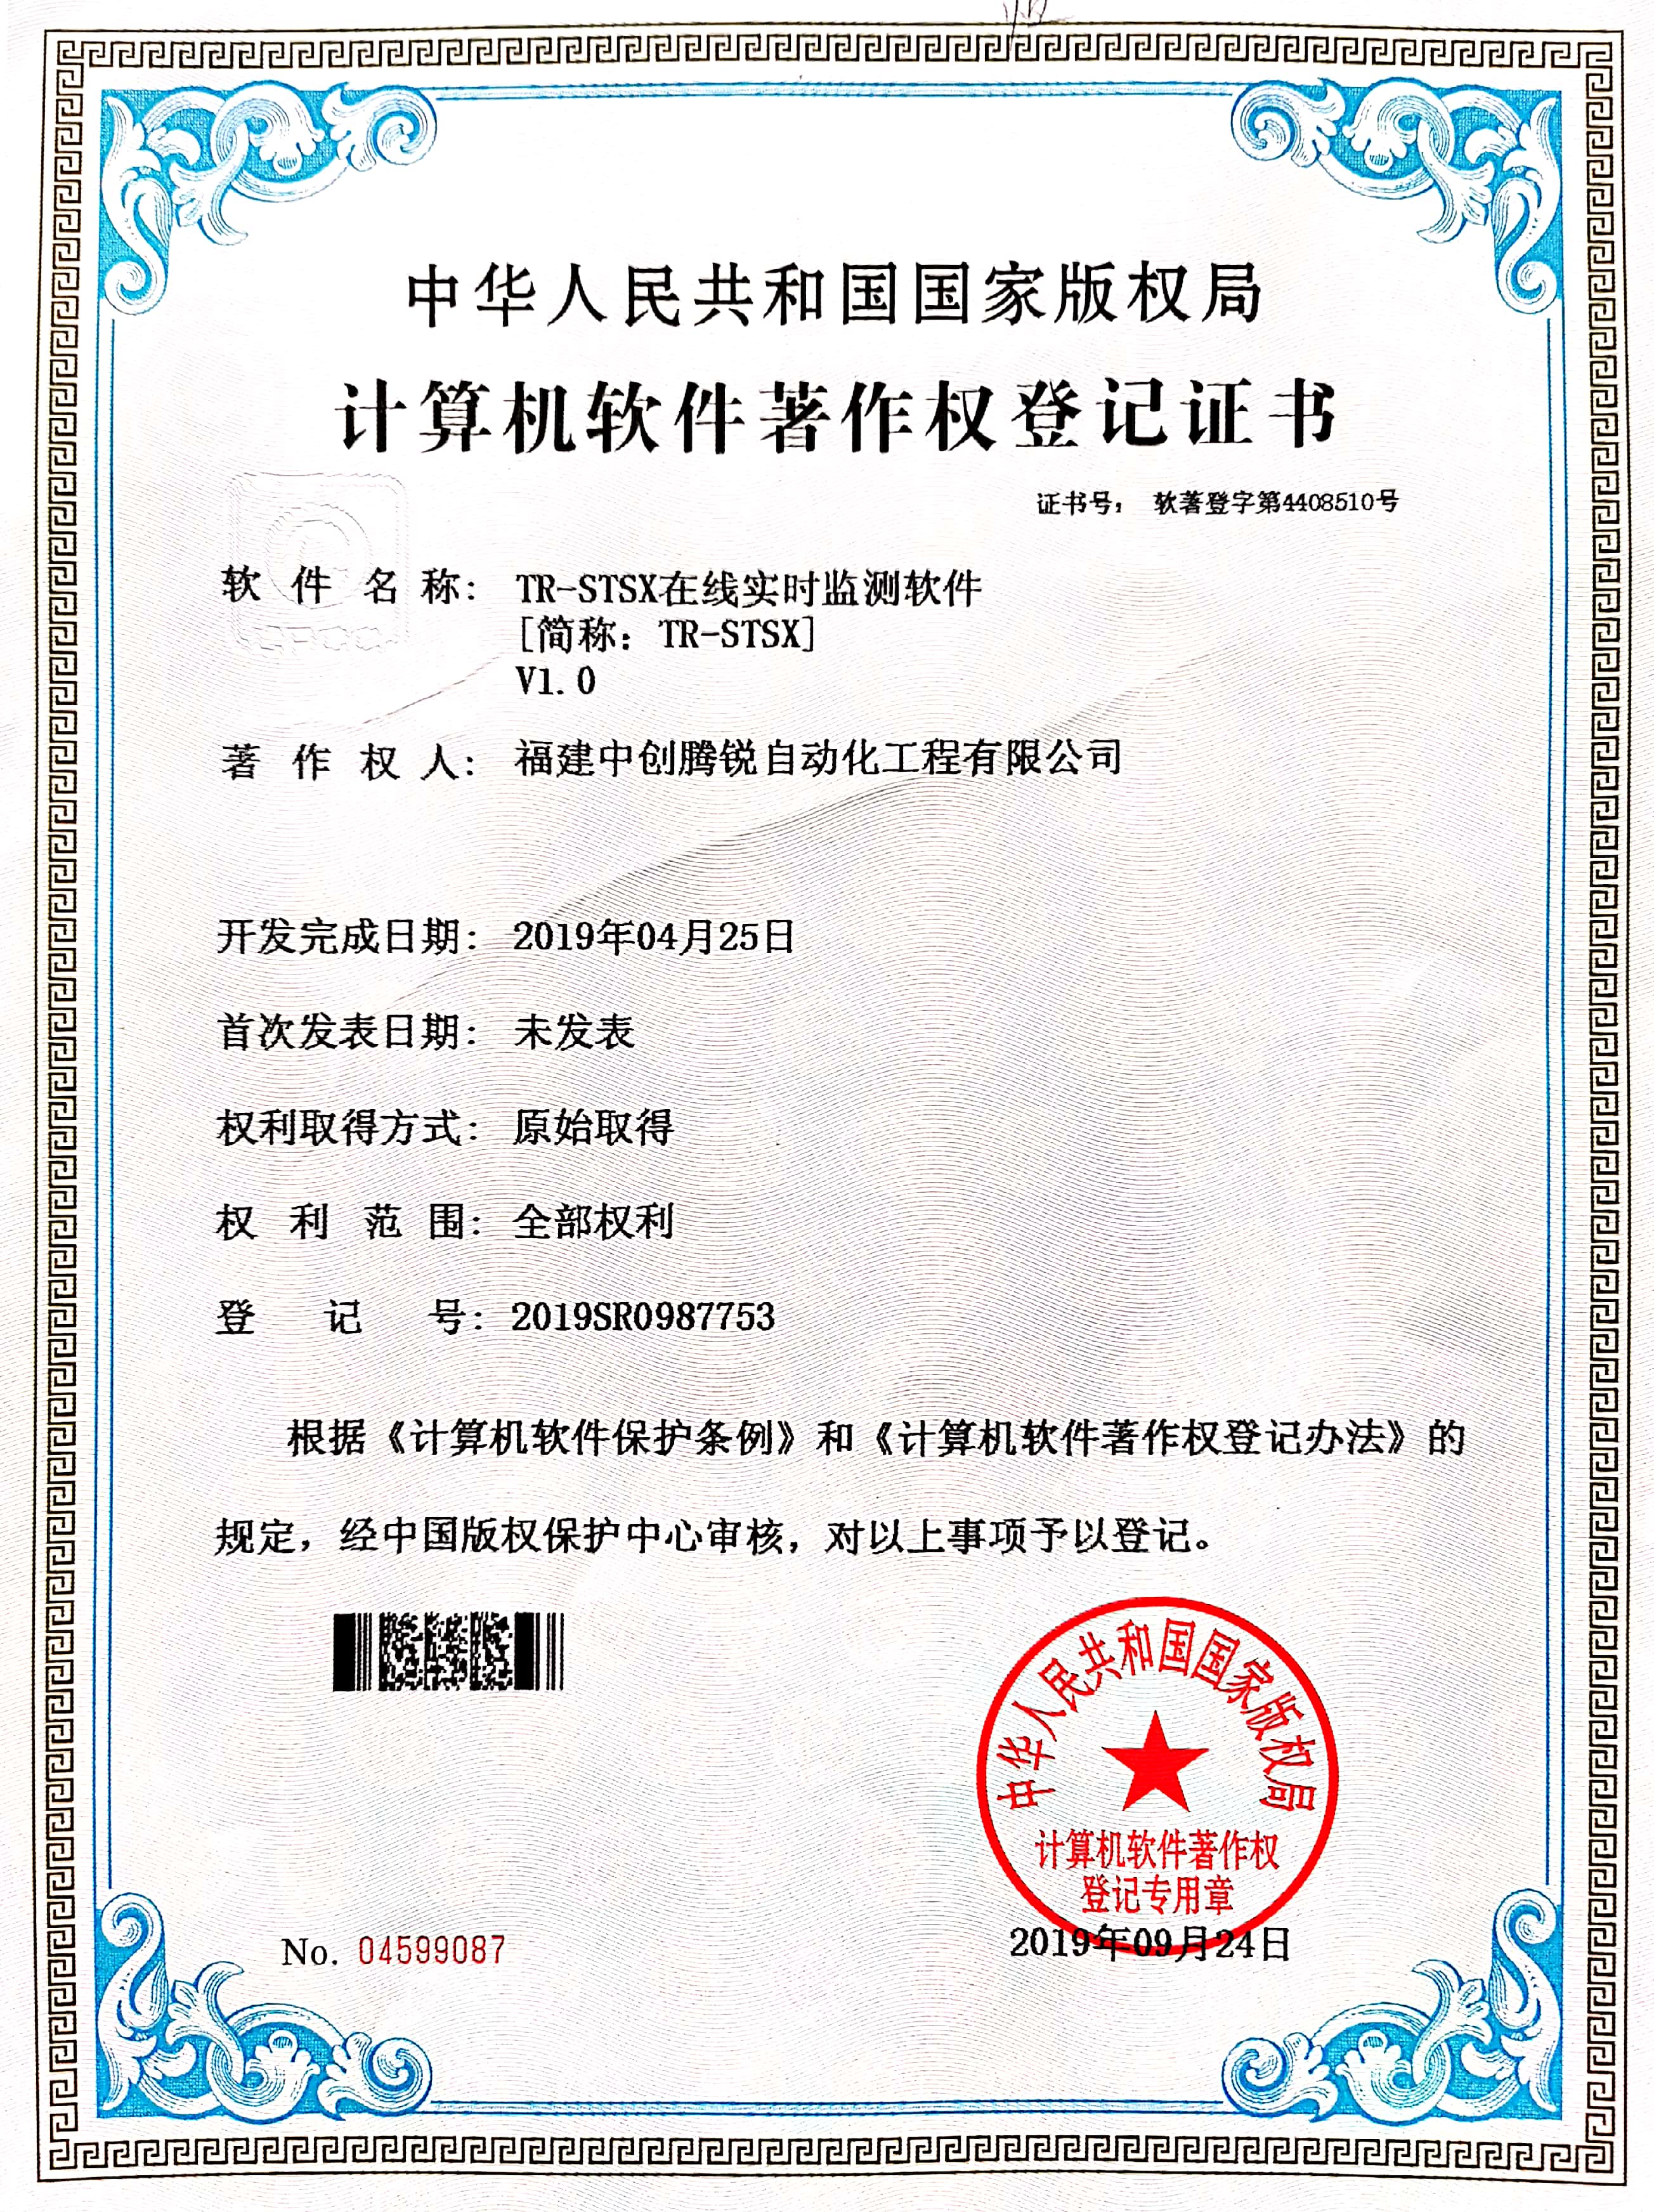 中华人民共和国国家版权局
计算机软件著作权登记证书
证书号： 软著登字第4408510号
软件名称： TR-STSX在线实时监测软件
[简称：TR-STSX]
V1.0
著作权人： 福建中创腾锐自动化工程有限公司
开发完成日期： 2019年04月25日
首次发表日期： 未发表
权利取得方式： 原始取得
权利范围： 全部权利
登记号： 2019SR0987753
根据《计算机软件保护条例》和《计算机软件著作权登记办法》的
规定，经中国版权保护中心审核，对以上事项予以登记。
中华人民共和国国家版权局
计算机软件著作权
登记专用章
No. 04599087
2019年09月24日
CPCC